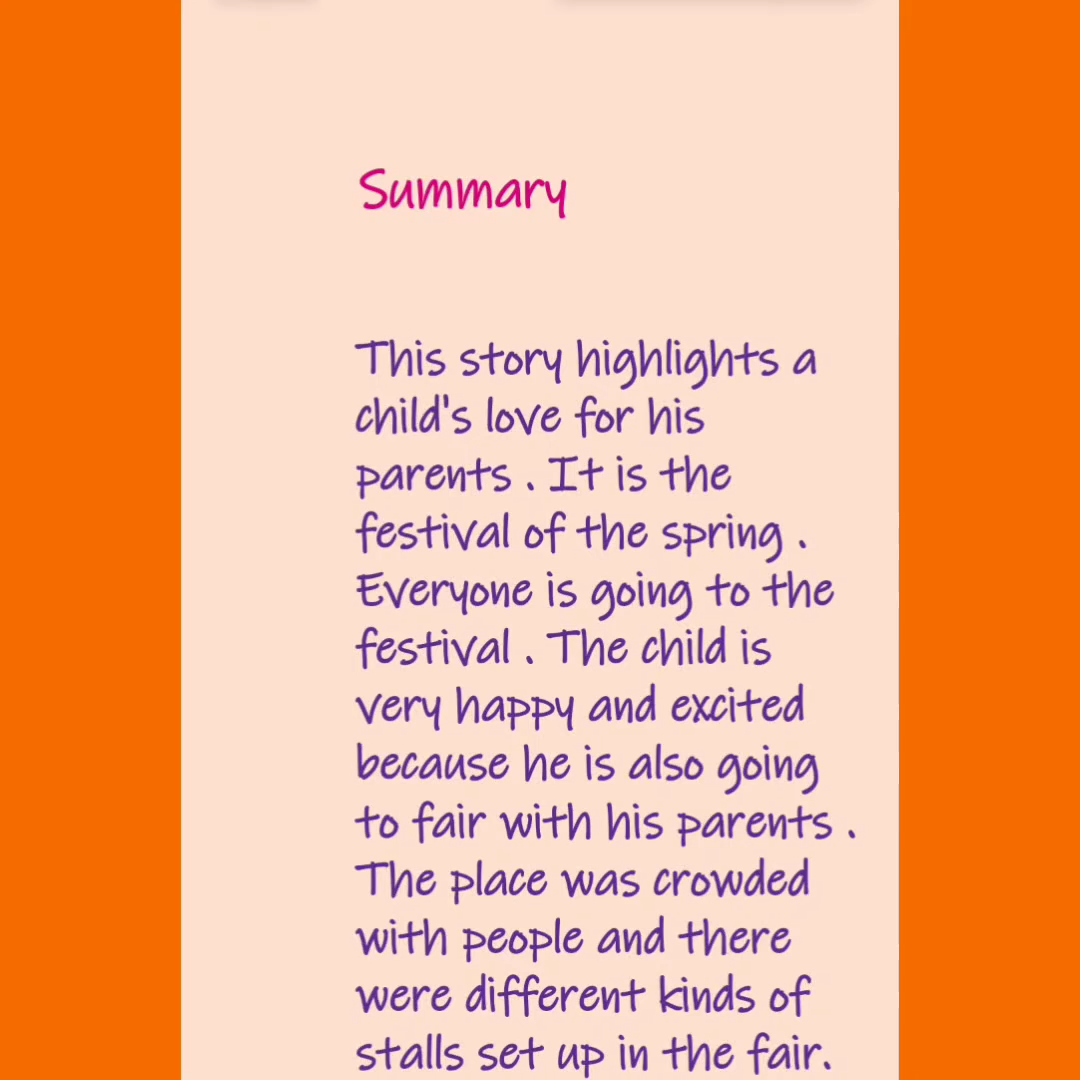 Summary
This story highlights a
child's love for his
parents . It is the
festival of the spring .
Everyone is going to the
festival . The child is
very happy and excited
because he is also going
to fair with his parents .
The place was crowded
with people and there
were different kinds of
stalls set up in the fair.